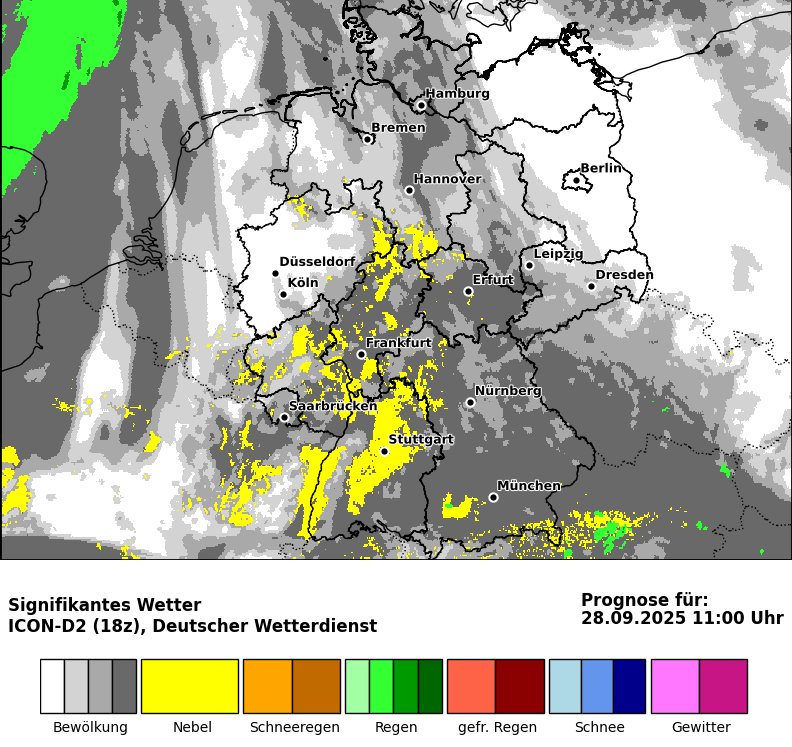 Hamburg
Bremen
Berlin
Hannover
Leipzig
Düsseldorf
Dresden
Köln
Erfurt
Frankfurt
Nürnberg
Saarbrücken
Stuttgart
München
Signifikantes Wetter
ICON-D2 (18z), Deutscher Wetterdienst
Prognose für:
28.09.2025 11:00 Uhr
Bewölkung
Nebel
Schneeregen
Regen
gefr. Regen
Schnee
Gewitter